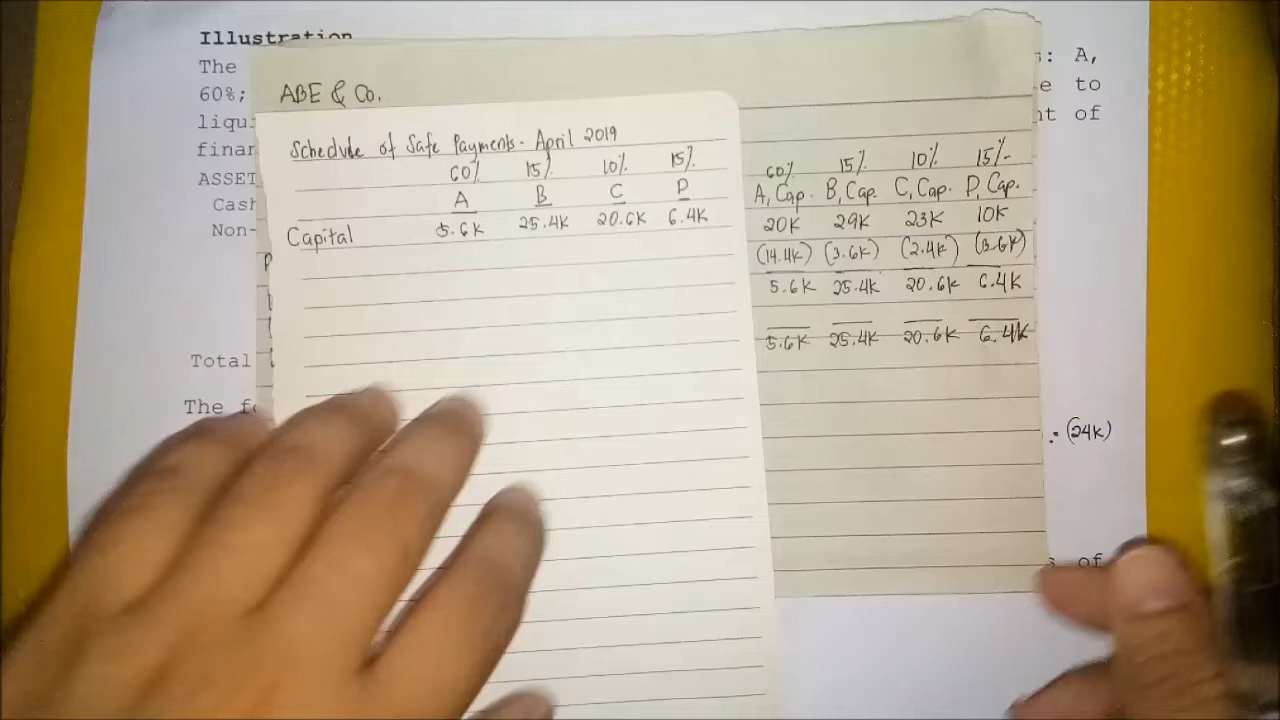 Illustration
The : A,
60%; e to
liqu nt of
finan
ABE & Co.
ASSET
Cash
Non-
Total
The fo
Schedule of Safe Payments - April 2019
60% 15% 10% 15%
A B C D
Capital 5.6K 25.4K 20.6K 6.4K
60% 15% 10% 15%
A, Cap. B, Cap. C, Cap. D, Cap.
20K 29K 23K 10K
(14.4K) (3.6K) (2.4K) (3.6K)
5.6K 25.4K 20.6K 6.4K
5.6K 25.4K 20.6K 6.4K
: (24K)
of